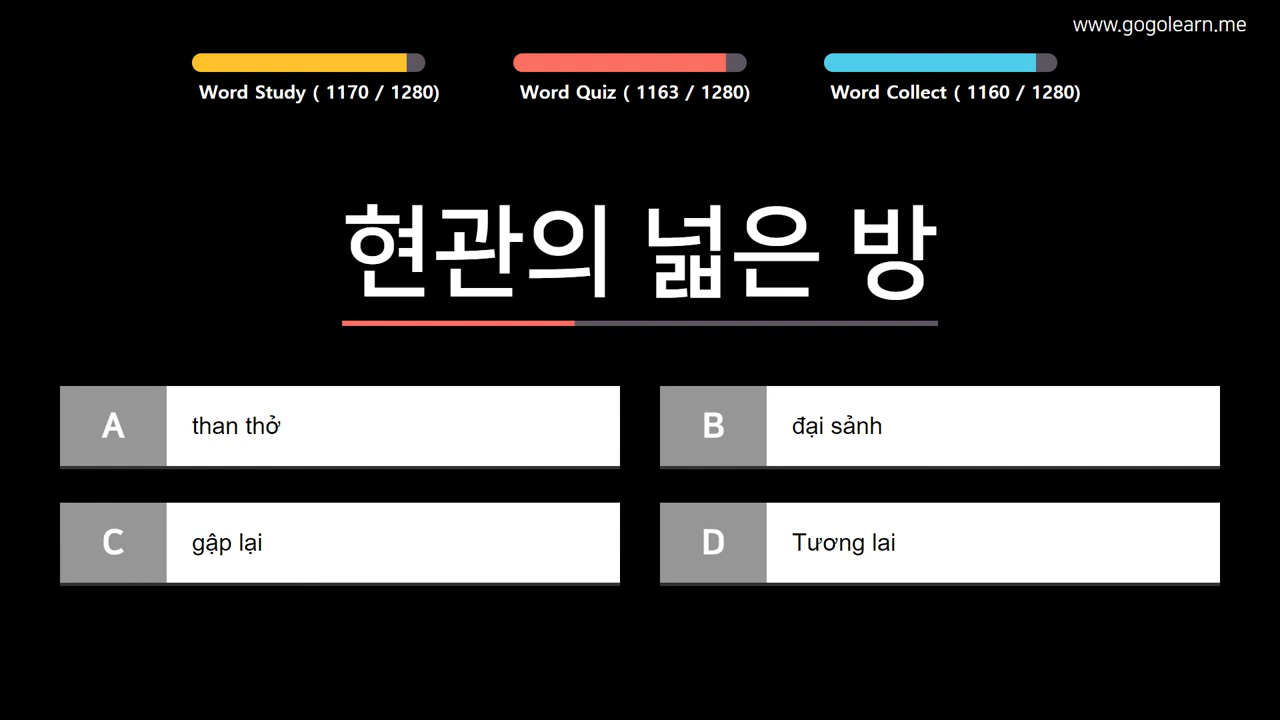 www.gogolearn.me
Word Study ( 1170 / 1280)
Word Quiz ( 1163 / 1280)
Word Collect ( 1160 / 1280)
현관의 넓은 방
A than thở
B đại sảnh
C gập lại
D Tương lai